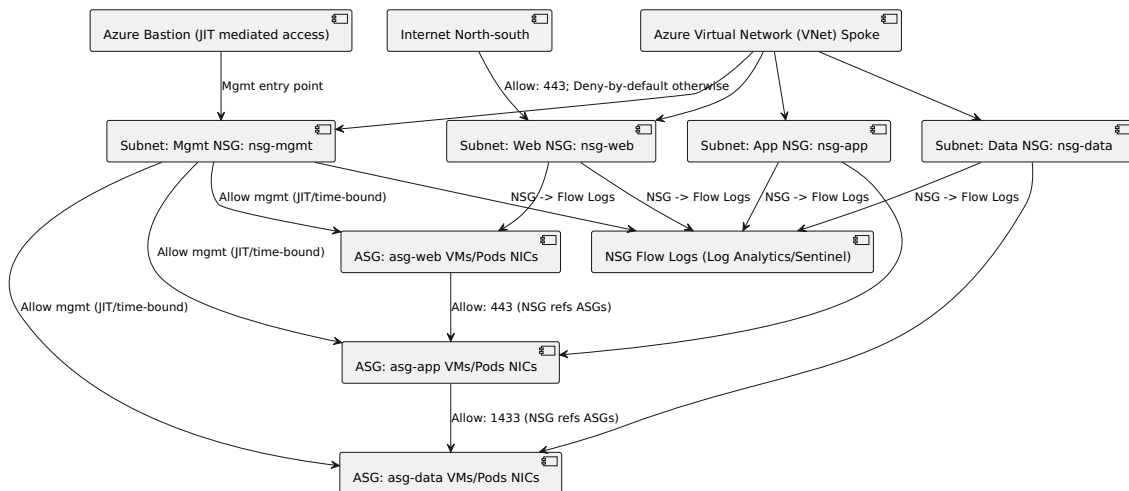 Azure Bastion (JIT mediated access)
Internet North-south
Azure Virtual Network (VNet) Spoke
Mgmt entry point
Allow: 443; Deny-by-default otherwise
Subnet: Mgmt NSG: nsg-mgmt
Subnet: Web NSG: nsg-web
Subnet: App NSG: nsg-app
Subnet: Data NSG: nsg-data
Allow mgmt (JIT/time-bound)
NSG -> Flow Logs
NSG -> Flow Logs
NSG -> Flow Logs
NSG -> Flow Logs
Allow mgmt (JIT/time-bound)
ASG: asg-web VMs/Pods NICs
NSG Flow Logs (Log Analytics/Sentinel)
Allow mgmt (JIT/time-bound)
Allow: 443 (NSG refs ASGs)
ASG: asg-app VMs/Pods NICs
Allow: 1433 (NSG refs ASGs)
ASG: asg-data VMs/Pods NICs